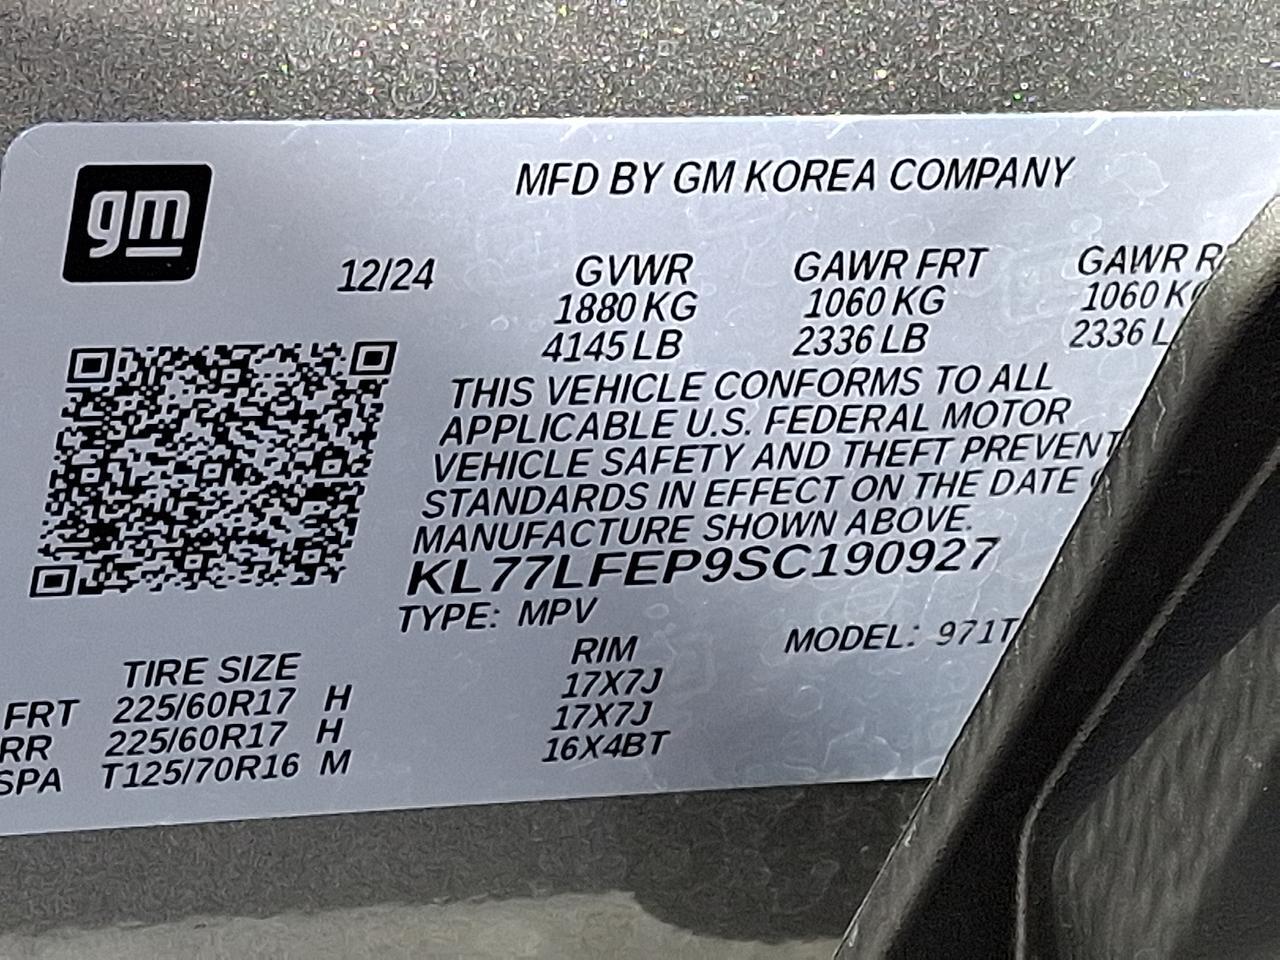 gm
MFD BY GM KOREA COMPANY
12/24 GVWR GAWR FRT GAWR
1880 KG 1060 KG 1060
4145 LB 2336 LB 2336
THIS VEHICLE CONFORMS TO ALL
APPLICABLE U.S. FEDERAL MOTOR
VEHICLE SAFETY AND THEFT PREVENT
STANDARDS IN EFFECT ON THE DATE
MANUFACTURE SHOWN ABOVE.
KL77LFEP9SC190927
TYPE: MPV MODEL: 971T
TIRE SIZE RIM
FRT 225/60R17 H 17X7J
RR 225/60R17 H 17X7J
SPA T125/70R16 M 16X4BT